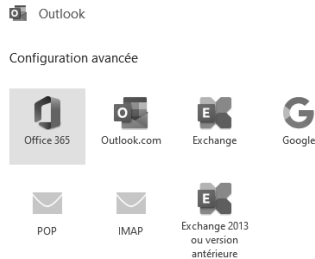 Outlook
Configuration avancée
Office 365
Outlook.com
Exchange
Google
POP
IMAP
Exchange 2013
ou version
antérieure